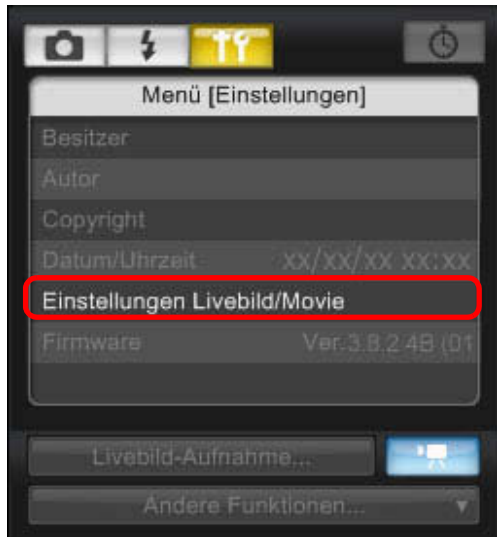 Menü [Einstellungen]
Besitzer
Autor
Copyright
Datum/Uhrzeit xx/xx/xx xx:xx
Einstellungen Livebild/Movie
Firmware Ver.3.8.2 4B (01
Livebild-Aufnahme...
Andere Funktionen...